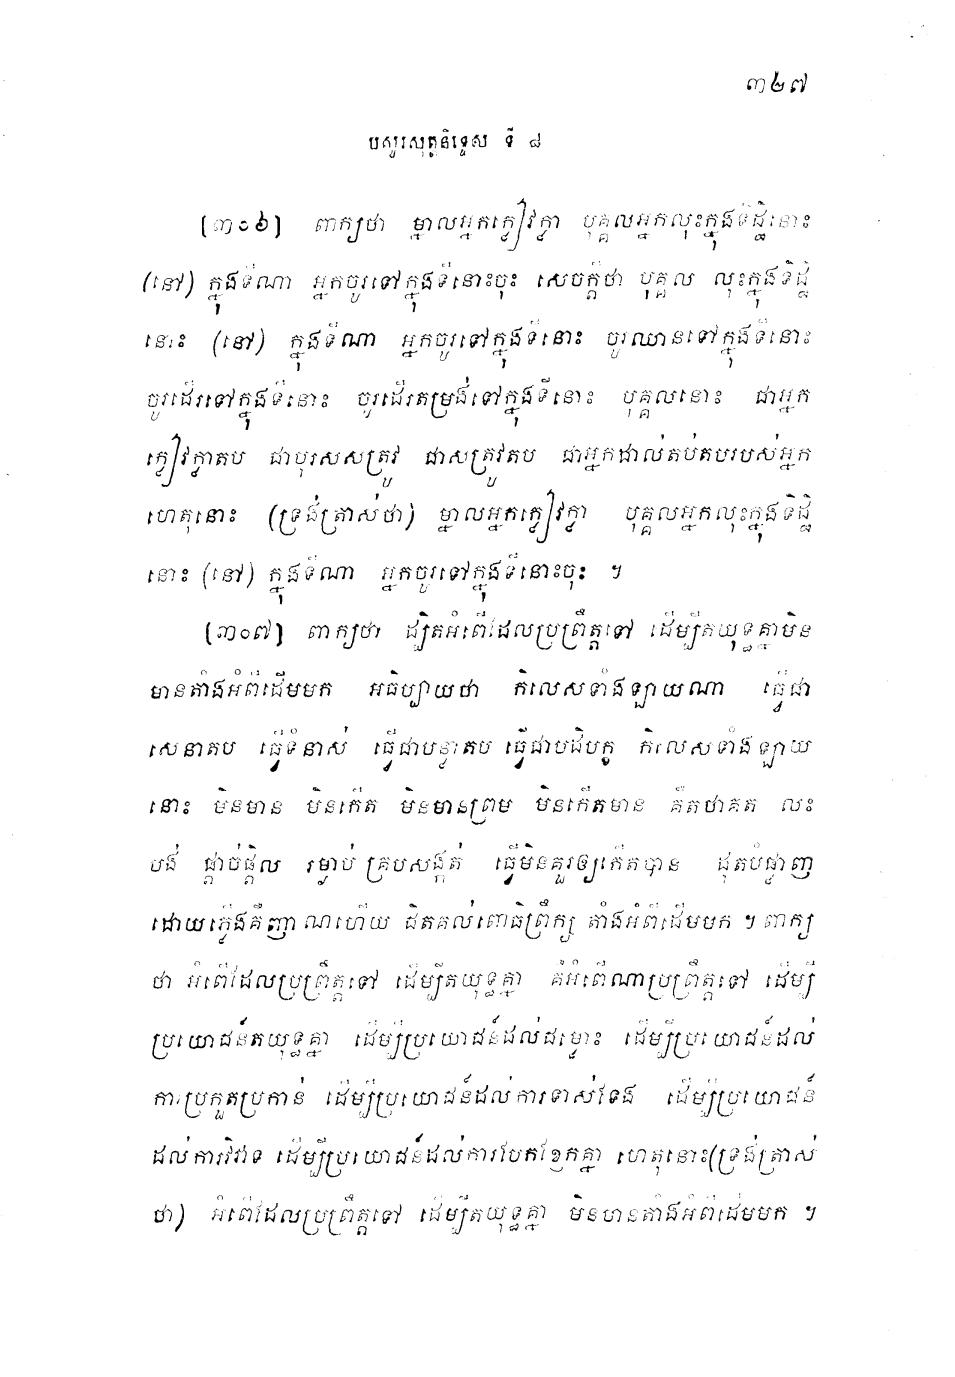 ៣២៧
បសូរសុត្តនិទ្ទេស ទី ៨
[៣០៦] ពាក្យថា ម្នាលអ្នកក្លៀវក្លា បុគ្គលអ្នកលុះក្នុងទិដ្ឋិនោះ
(នៅ) ក្នុងទីណា អ្នកចូរទៅក្នុងទីនោះចុះ សេចក្តីថា បុគ្គល លុះក្នុងទិដ្ឋិ
នោះ (នៅ) ក្នុងទីណា អ្នកចូរទៅក្នុងទីនោះ ចូរឈានទៅក្នុងទីនោះ
ចូរដើរទៅក្នុងទីនោះ ចូរដើរតម្រង់ទៅក្នុងទីនោះ បុគ្គលនោះ ជាអ្នក
ក្លៀវក្លាតប ជាបុរសសត្រូវ ជាសត្រូវតប ជាអ្នកដាល់តប់តបរបស់អ្នក
ហេតុនោះ (ទ្រង់ត្រាស់ថា) ម្នាលអ្នកក្លៀវក្លា បុគ្គលអ្នកលុះក្នុងទិដ្ឋិ
នោះ (នៅ) ក្នុងទីណា អ្នកចូរទៅក្នុងទីនោះចុះ ។
[៣០៧] ពាក្យថា ដ្បិតអំពើដែលប្រព្រឹត្តទៅ ដើម្បីតយុទ្ធគ្នាមិន
មានតាំងអំពីដើមមក អធិប្បាយថា កិលេសទាំងឡាយណា ធ្វើជា
សេនាតប ធ្វើទំនាស់ ធ្វើជាបន្លាតប ធ្វើជាបដិបក្ខ កិលេសទាំងឡាយ
នោះ មិនមាន មិនកើត មិនមានព្រម មិនកើតមាន គឺតថាគត លះ
បង់ ផ្តាច់ផ្តិល រម្ងាប់ គ្របសង្កត់ ធ្វើមិនគួរឲ្យកើតបាន ដុតបំផ្លាញ
ដោយភ្លើងគឺញាណហើយ ជិតគល់ពោធិព្រឹក្ស តាំងអំពីដើមមក ។ ពាក្យ
ថា អំពើដែលប្រព្រឹត្តទៅ ដើម្បីតយុទ្ធគ្នា គឺអំពើណាប្រព្រឹត្តទៅ ដើម្បី
ប្រយោជន៍តយុទ្ធគ្នា ដើម្បីប្រយោជន៍ដល់ជម្លោះ ដើម្បីប្រយោជន៍ដល់
ការប្រកួតប្រកាន់ ដើម្បីប្រយោជន៍ដល់ការទាស់ទែង ដើម្បីប្រយោជន៍
ដល់ការវិវាទ ដើម្បីប្រយោជន៍ដល់ការបែកខ្ញែកគ្នា ហេតុនោះ(ទ្រង់ត្រាស់
ថា) អំពើដែលប្រព្រឹត្តទៅ ដើម្បីតយុទ្ធគ្នា មិនមានតាំងអំពីដើមមក ។